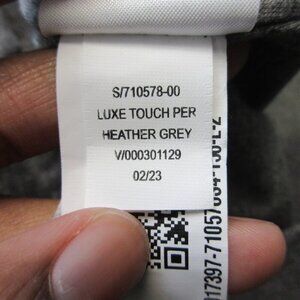 S/710578-00
LUXE TOUCH PER
HEATHER GREY
V/000301129
02/23